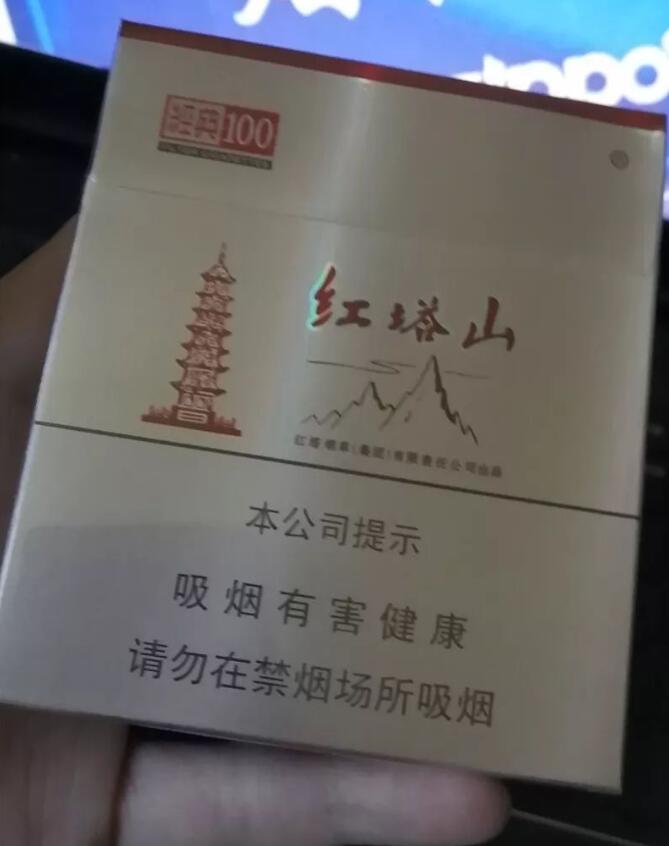 經典100
红塔山
红塔烟草(集团)有限责任公司出品
本公司提示
吸烟有害健康
请勿在禁烟场所吸烟